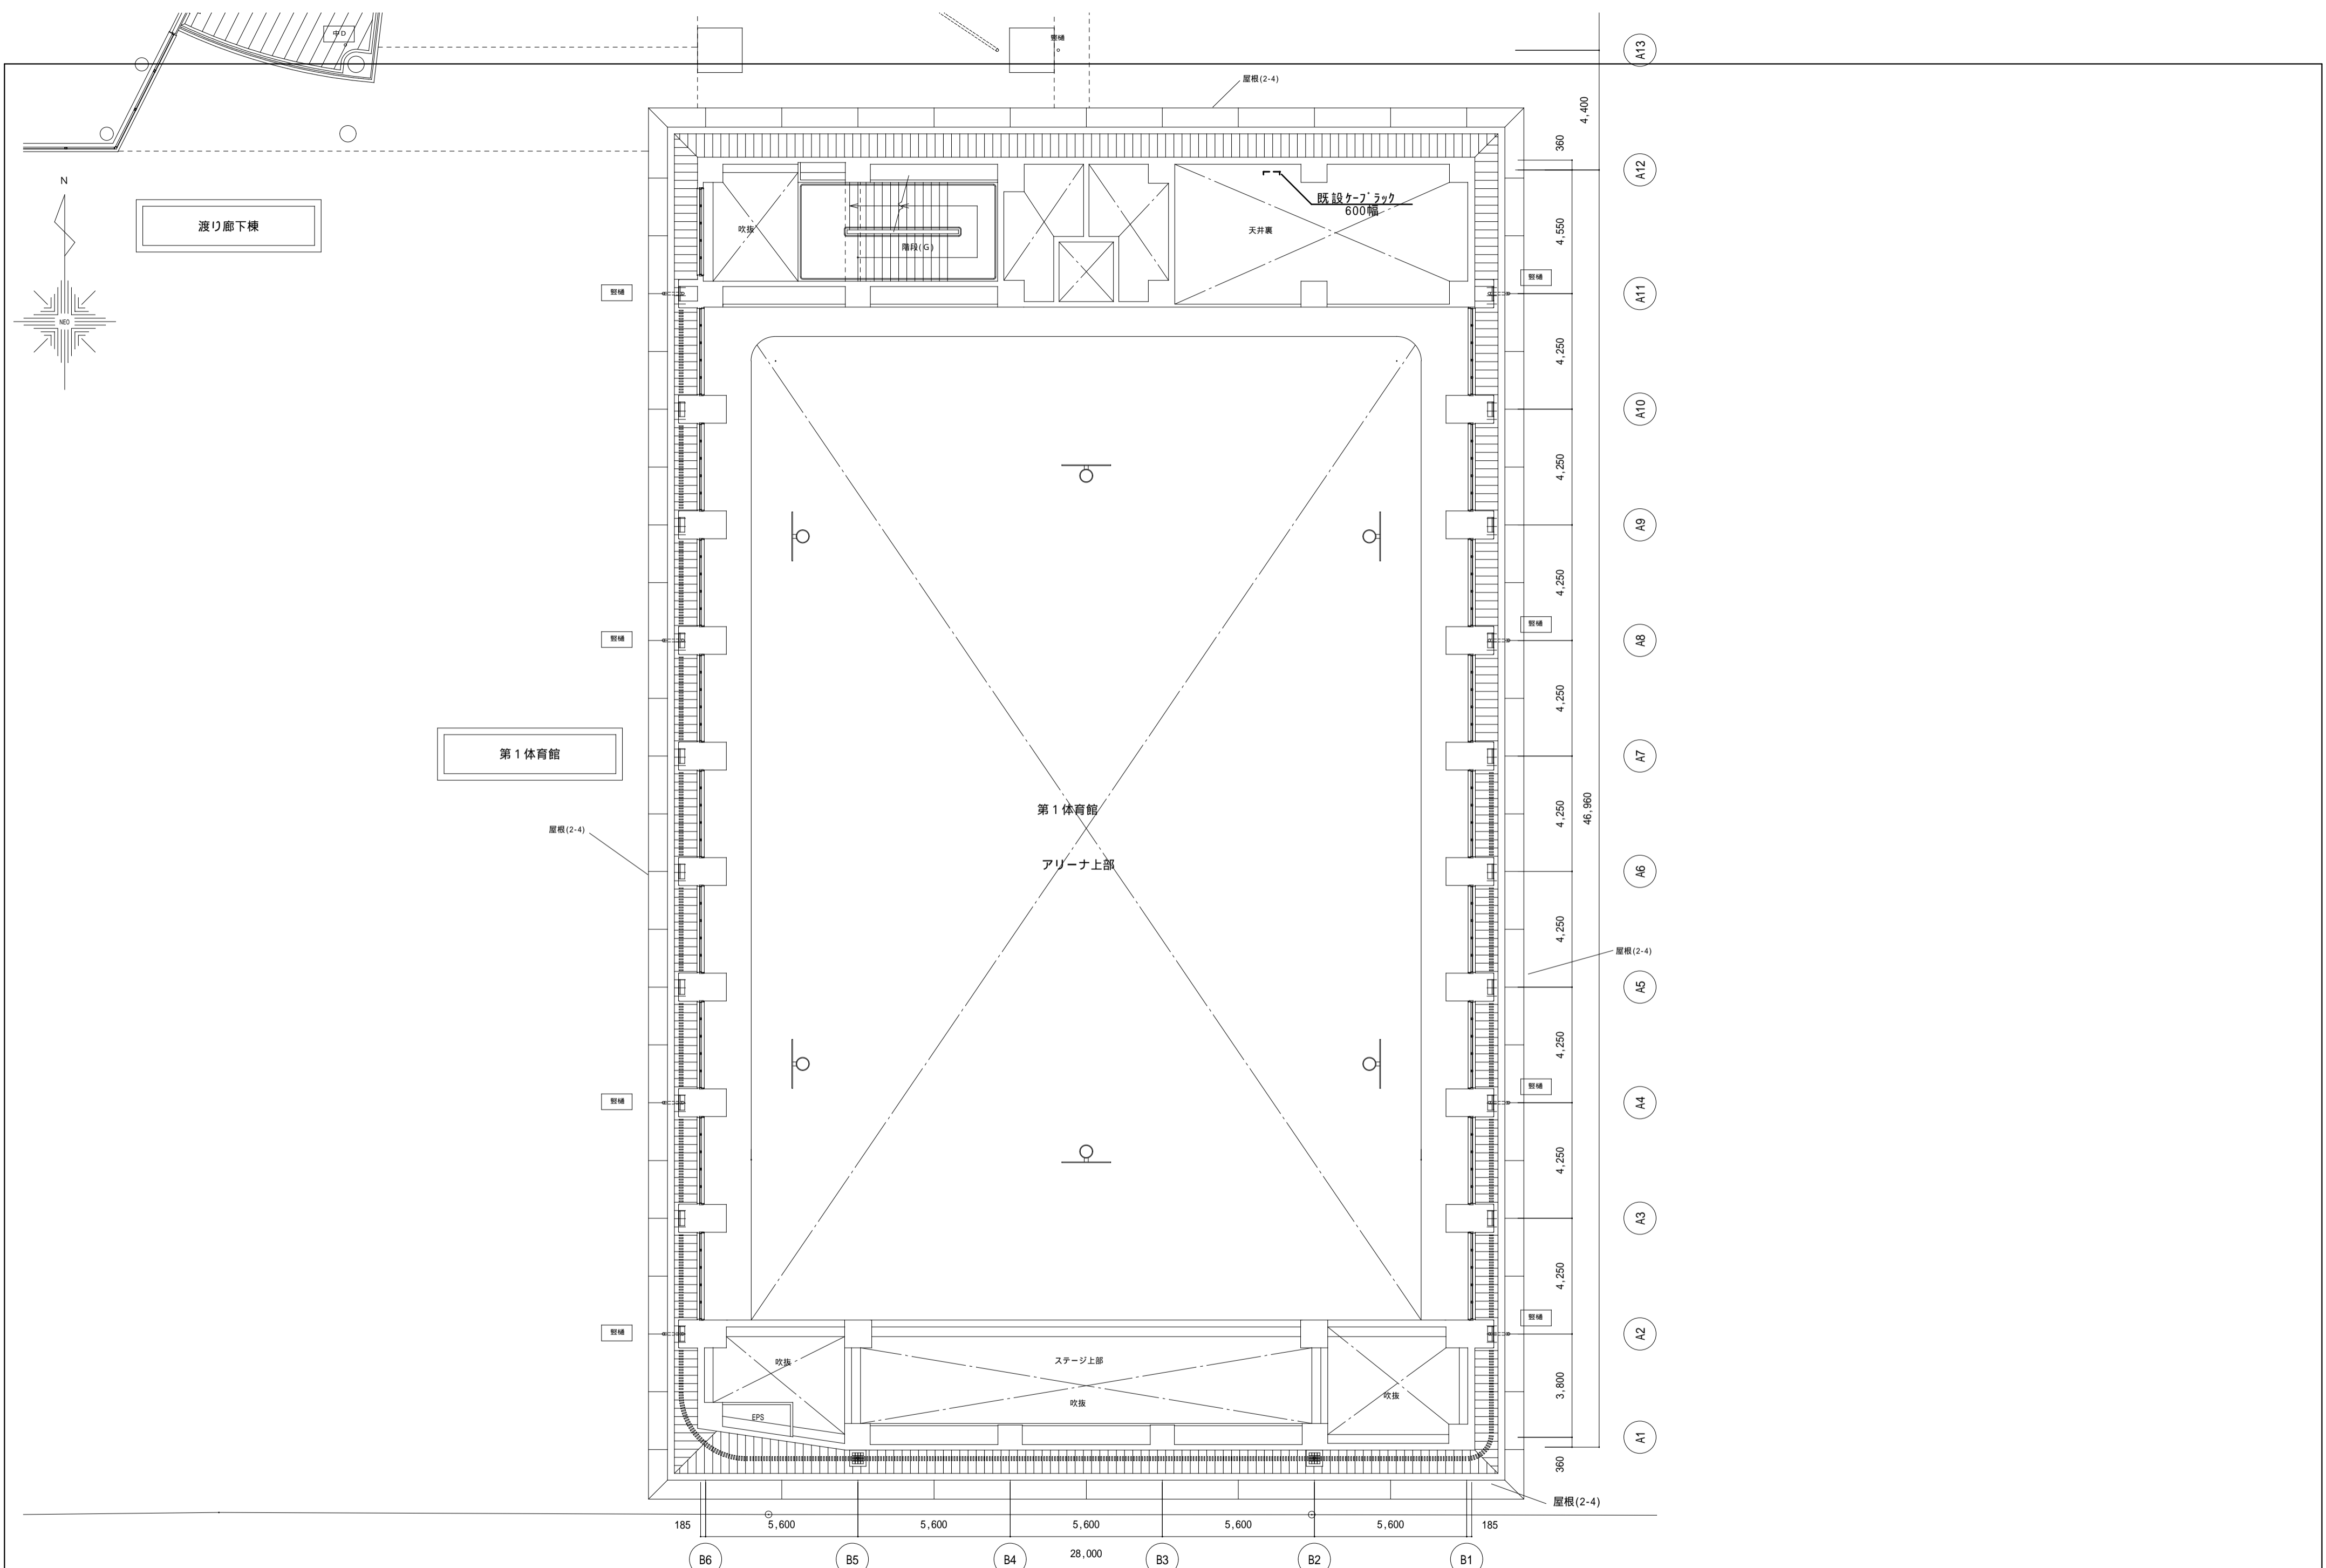 中D
竪樋
A13
屋根(2-4)
4,400
360
A12
N
渡り廊下棟
既設ケーブラック
600幅
吹抜
階段(G)
天井裏
4,550
竪樋
竪樋
A11
NEO
4,250
A10
4,250
A9
4,250
竪樋
竪樋
A8
4,250
第1体育館
A7
第1体育館
4,250
46,960
屋根(2-4)
アリーナ上部
A6
4,250
屋根(2-4)
A5
4,250
竪樋
竪樋
A4
4,250
A3
4,250
竪樋
竪樋
A2
吹抜
ステージ上部
吹抜
吹抜
3,800
EPS
A1
360
屋根(2-4)
185
5,600
5,600
5,600
5,600
5,600
185
28,000
B6
B5
B4
B3
B2
B1